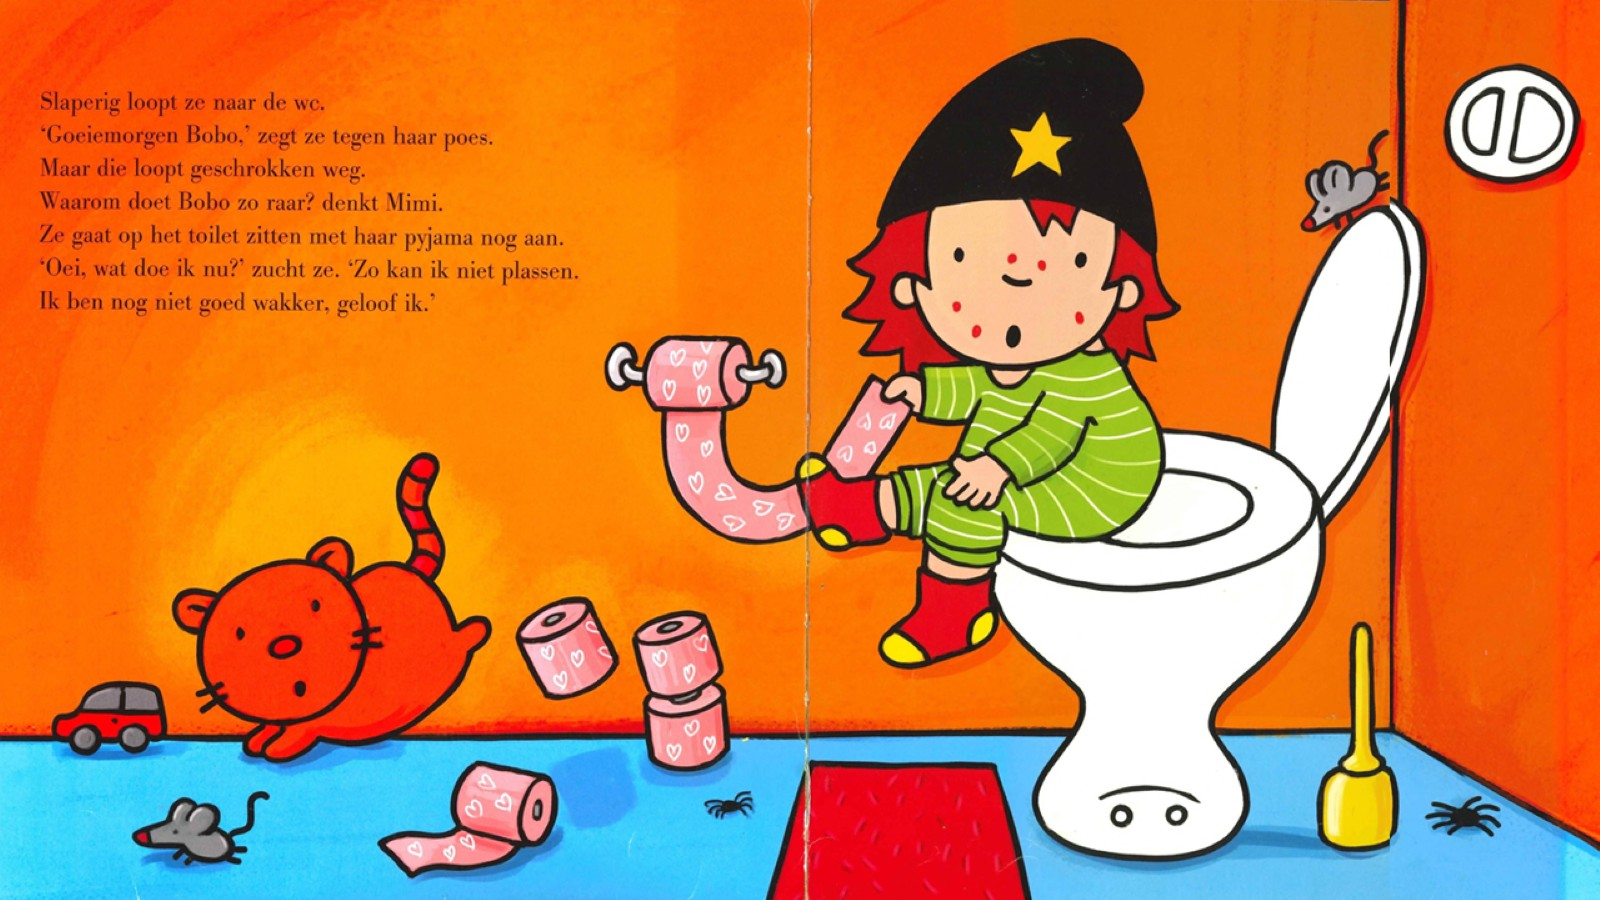 Slaperig loopt ze naar de wc.
‘Goeiemorgen Bobo,’ zegt ze tegen haar poes.
Maar die loopt geschrokken weg.
Waarom doet Bobo zo raar? denkt Mimi.
Ze gaat op het toilet zitten met haar pyjama nog aan.
‘Oei, wat doe ik nu?’ zucht ze. ‘Zo kan ik niet plassen.
Ik ben nog niet goed wakker, geloof ik.’